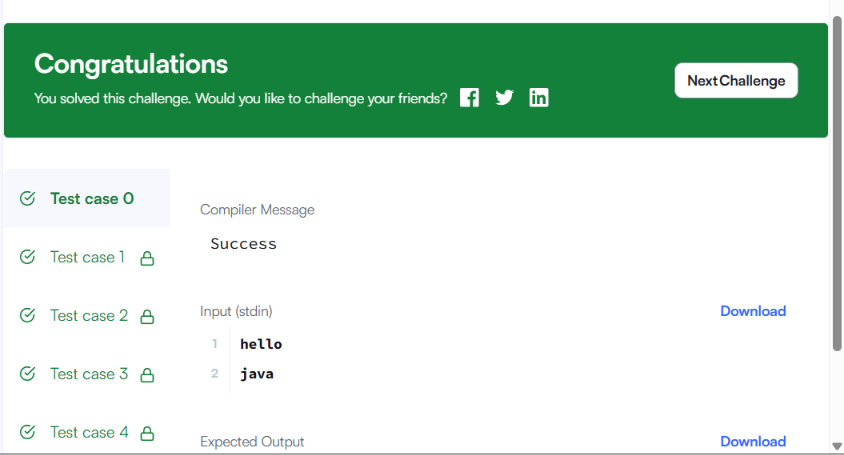 Congratulations
You solved this challenge. Would you like to challenge your friends?
Next Challenge
Test case 0
Test case 1
Test case 2
Test case 3
Test case 4
Compiler Message
Success
Input (stdin)
Download
1 hello
2 java
Expected Output
Download